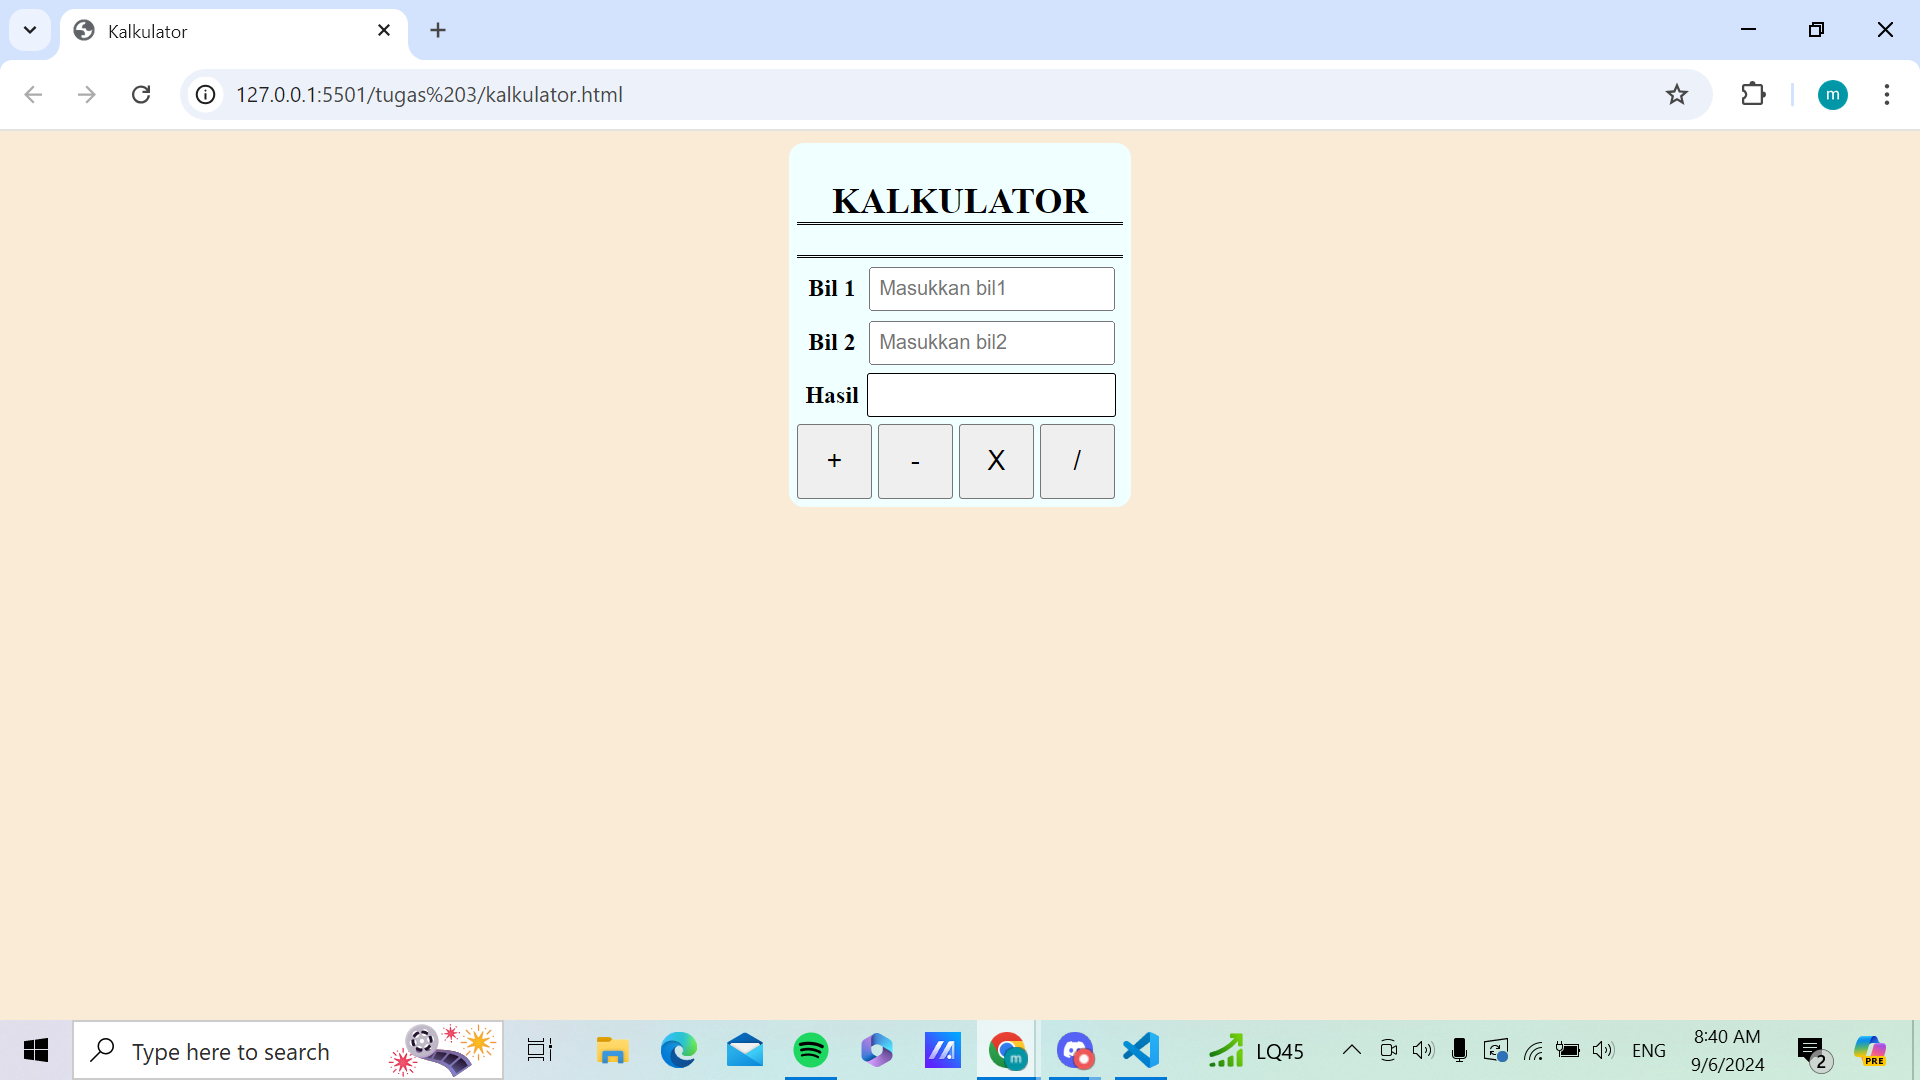 Kalkulator
127.0.0.1:5501/tugas%203/kalkulator.html
m
KALKULATOR
Bil 1 Masukkan bil1
Bil 2 Masukkan bil2
Hasil
+ - X /
Type here to search
m
LQ45
ENG
8:40 AM
9/6/2024
2
PRE